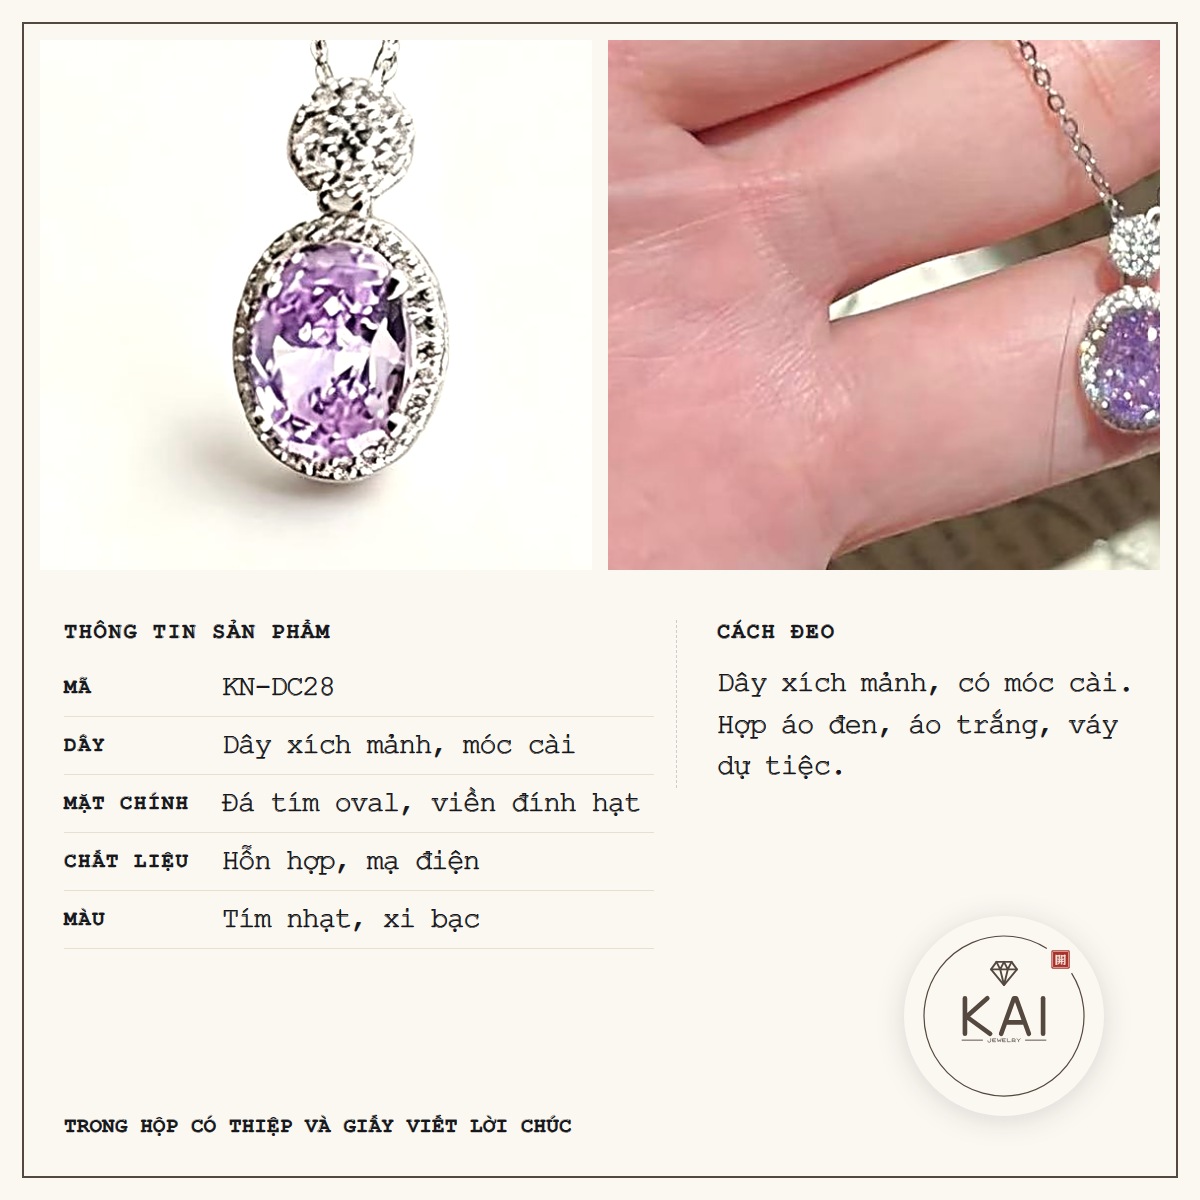 THÔNG TIN SẢN PHẨM
MÃ KN-DC28
DÂY Dây xích mảnh, móc cài
MẶT CHÍNH Đá tím oval, viền đính hạt
CHẤT LIỆU Hỗn hợp, mạ điện
MÀU Tím nhạt, xi bạc
CÁCH ĐEO
Dây xích mảnh, có móc cài.
Hợp áo đen, áo trắng, váy
dự tiệc.
開
KAI
JEWELRY
TRONG HỘP CÓ THIỆP VÀ GIẤY VIẾT LỜI CHÚC